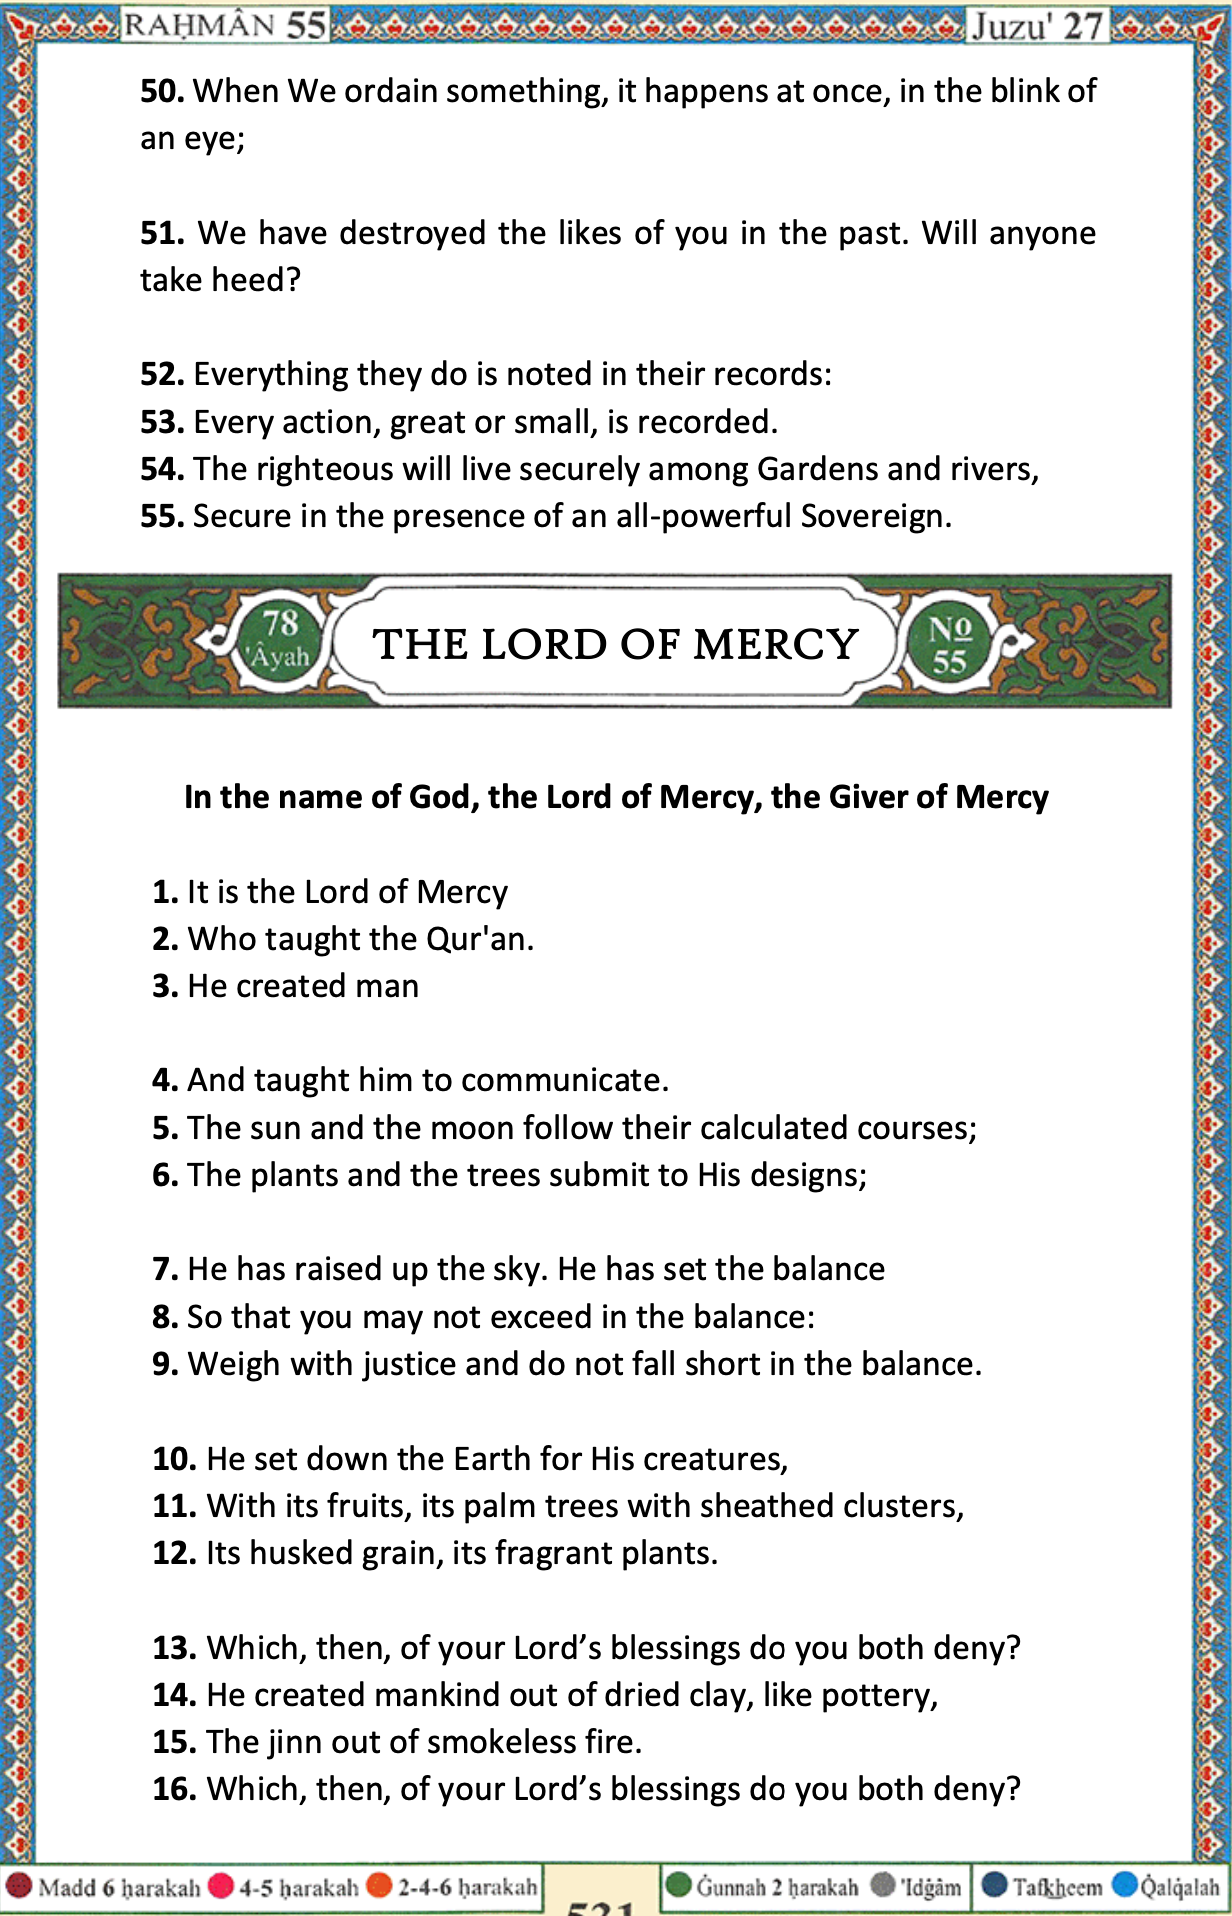 RAḤMÂN 55
Juzu' 27
50. When We ordain something, it happens at once, in the blink of
an eye;
51. We have destroyed the likes of you in the past. Will anyone
take heed?
52. Everything they do is noted in their records:
53. Every action, great or small, is recorded.
54. The righteous will live securely among Gardens and rivers,
55. Secure in the presence of an all-powerful Sovereign.
78
'Âyah
THE LORD OF MERCY
Nº
55
In the name of God, the Lord of Mercy, the Giver of Mercy
1. It is the Lord of Mercy
2. Who taught the Qur'an.
3. He created man
4. And taught him to communicate.
5. The sun and the moon follow their calculated courses;
6. The plants and the trees submit to His designs;
7. He has raised up the sky. He has set the balance
8. So that you may not exceed in the balance:
9. Weigh with justice and do not fall short in the balance.
10. He set down the Earth for His creatures,
11. With its fruits, its palm trees with sheathed clusters,
12. Its husked grain, its fragrant plants.
13. Which, then, of your Lord’s blessings do you both deny?
14. He created mankind out of dried clay, like pottery,
15. The jinn out of smokeless fire.
16. Which, then, of your Lord’s blessings do you both deny?
Madd 6 ḥarakah 4-5 ḥarakah 2-4-6 ḥarakah
531
Ġunnah 2 ḥarakah 'Idġâm Tafkheem Q̇alq̇alah